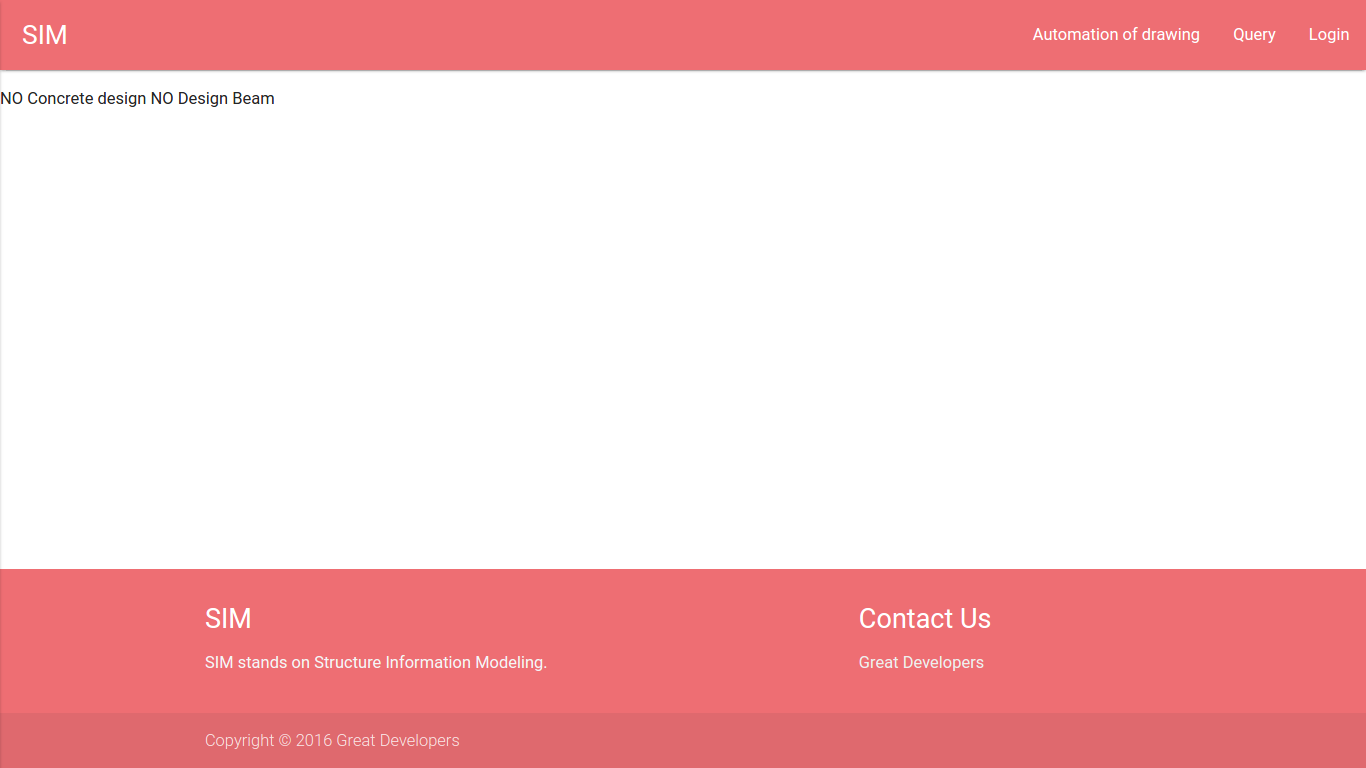 SIM
Automation of drawing Query Login
NO Concrete design NO Design Beam
SIM
SIM stands on Structure Information Modeling.
Contact Us
Great Developers
Copyright © 2016 Great Developers